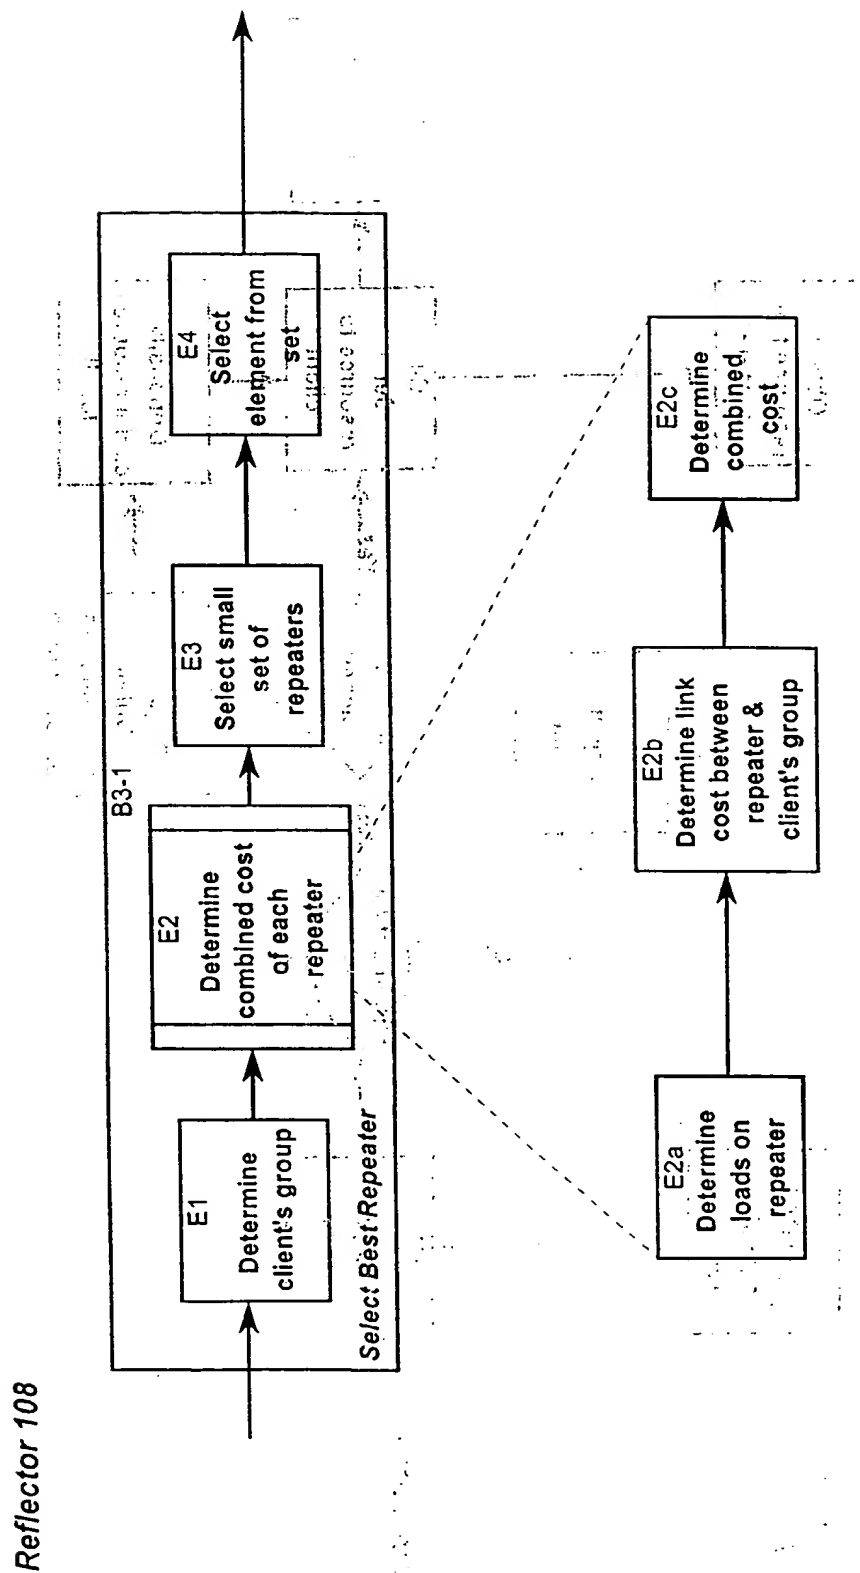 Reflector 108
B3-1
E1
Determine
client's group
E2
Determine
combined cost
of each
repeater
E3
Select small
set of
repeaters
E4
Select
element from
set
Select Best Repeater
E2a
Determine
loads on
repeater
E2b
Determine link
cost between
repeater &
client's group
E2c
Determine
combined
cost